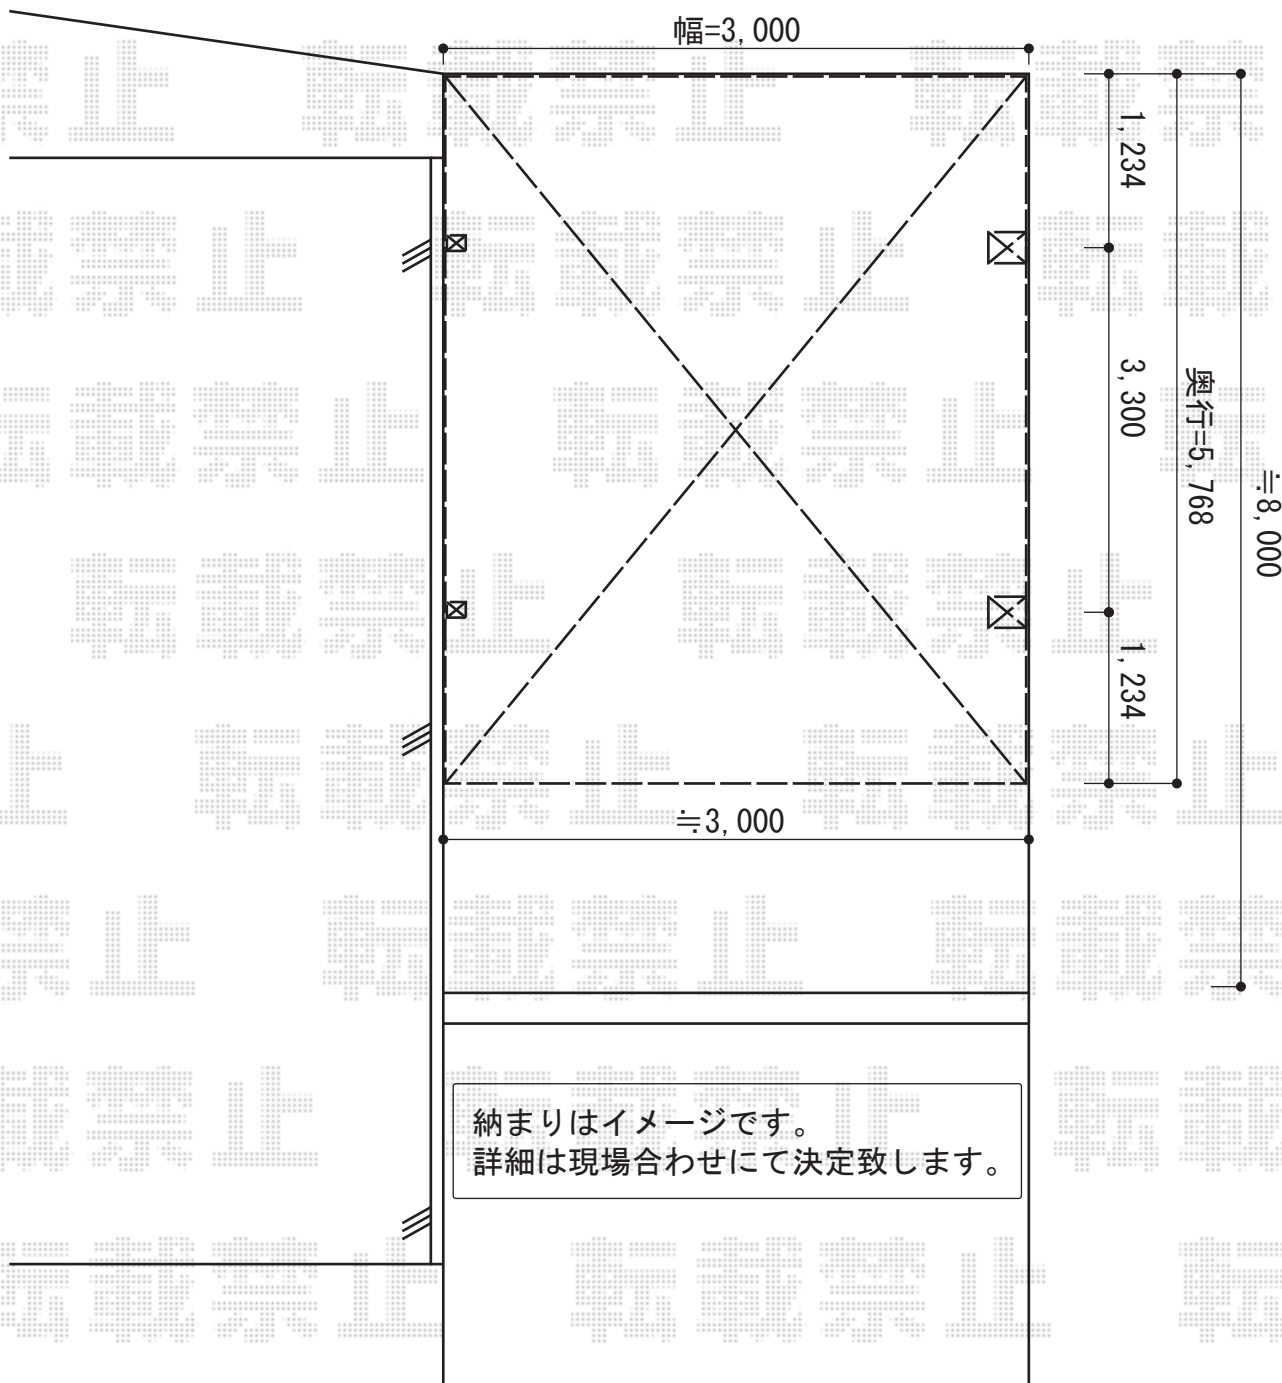 幅=3,000
1,234
3,300
奥行=5,768
≒8,000
1,234
≒3,000
納まりはイメージです。
詳細は現場合わせにて決定致します。
転載禁止